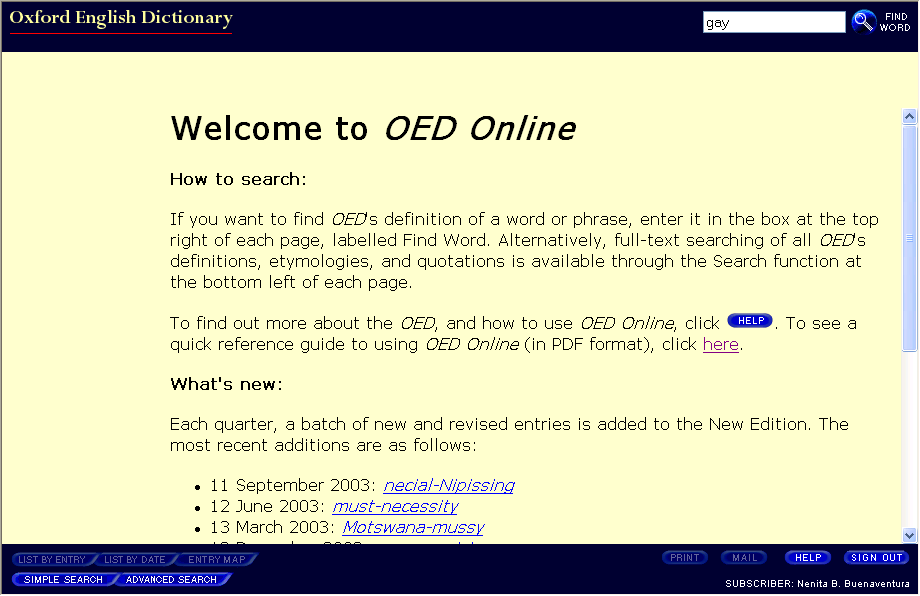 Oxford English Dictionary
gay
FIND WORD
Welcome to OED Online
How to search:
If you want to find OED's definition of a word or phrase, enter it in the box at the top
right of each page, labelled Find Word. Alternatively, full-text searching of all OED's
definitions, etymologies, and quotations is available through the Search function at
the bottom left of each page.
To find out more about the OED, and how to use OED Online, click HELP. To see a
quick reference guide to using OED Online (in PDF format), click here.
What's new:
Each quarter, a batch of new and revised entries is added to the New Edition. The
most recent additions are as follows:
• 11 September 2003: necial-Nipissing
• 12 June 2003: must-necessity
• 13 March 2003: Motswana-mussy
LIST BY ENTRY LIST BY DATE ENTRY MAP PRINT MAIL HELP SIGN OUT
SIMPLE SEARCH ADVANCED SEARCH SUBSCRIBER: Nenita B. Buenaventura